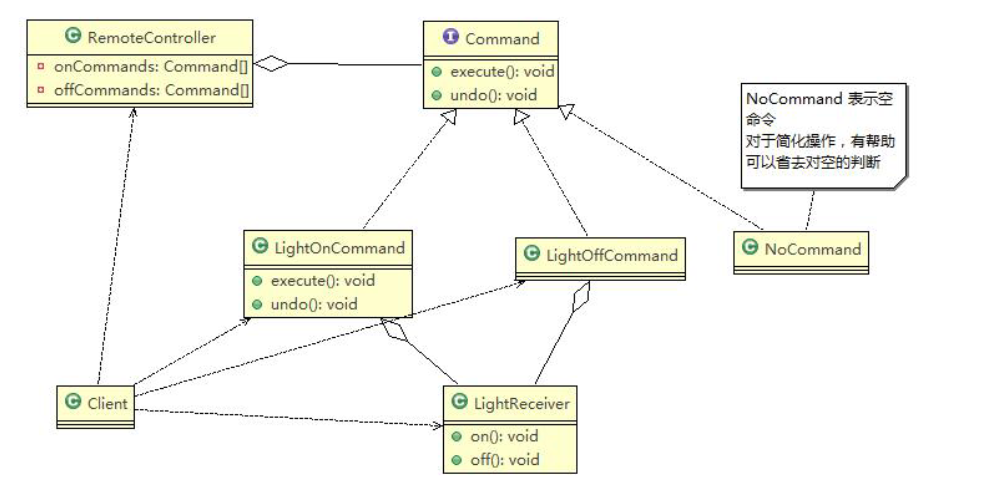 RemoteController
onCommands: Command[]
offCommands: Command[]
Command
execute(): void
undo(): void
NoCommand 表示空
命令
对于简化操作，有帮助
可以省去对空的判断
LightOnCommand
execute(): void
undo(): void
LightOffCommand
NoCommand
Client
LightReceiver
on(): void
off(): void